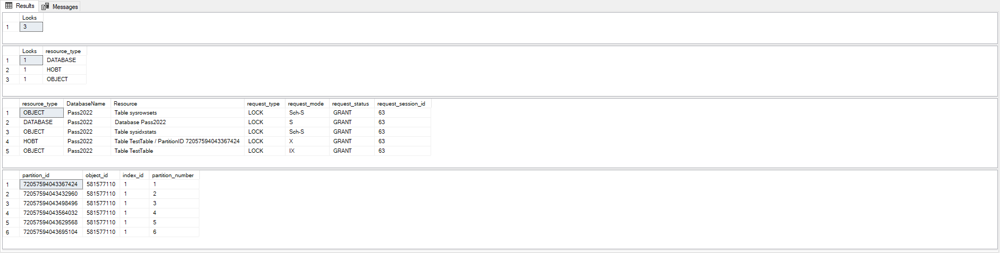 Results Messages
Locks
1 3
Locks resource_type
1 1 DATABASE
2 1 HOBT
3 1 OBJECT
resource_type DatabaseName Resource request_type request_mode request_status request_session_id
1 OBJECT Pass2022 Table sysrowsets LOCK Sch-S GRANT 63
2 DATABASE Pass2022 Database Pass2022 LOCK S GRANT 63
3 OBJECT Pass2022 Table sysidxstats LOCK Sch-S GRANT 63
4 HOBT Pass2022 Table TestTable / PartitionID 72057594043367424 LOCK X GRANT 63
5 OBJECT Pass2022 Table TestTable LOCK IX GRANT 63
partition_id object_id index_id partition_number
1 72057594043367424 581577110 1 1
2 72057594043432960 581577110 1 2
3 72057594043498496 581577110 1 3
4 72057594043564032 581577110 1 4
5 72057594043629568 581577110 1 5
6 72057594043695104 581577110 1 6